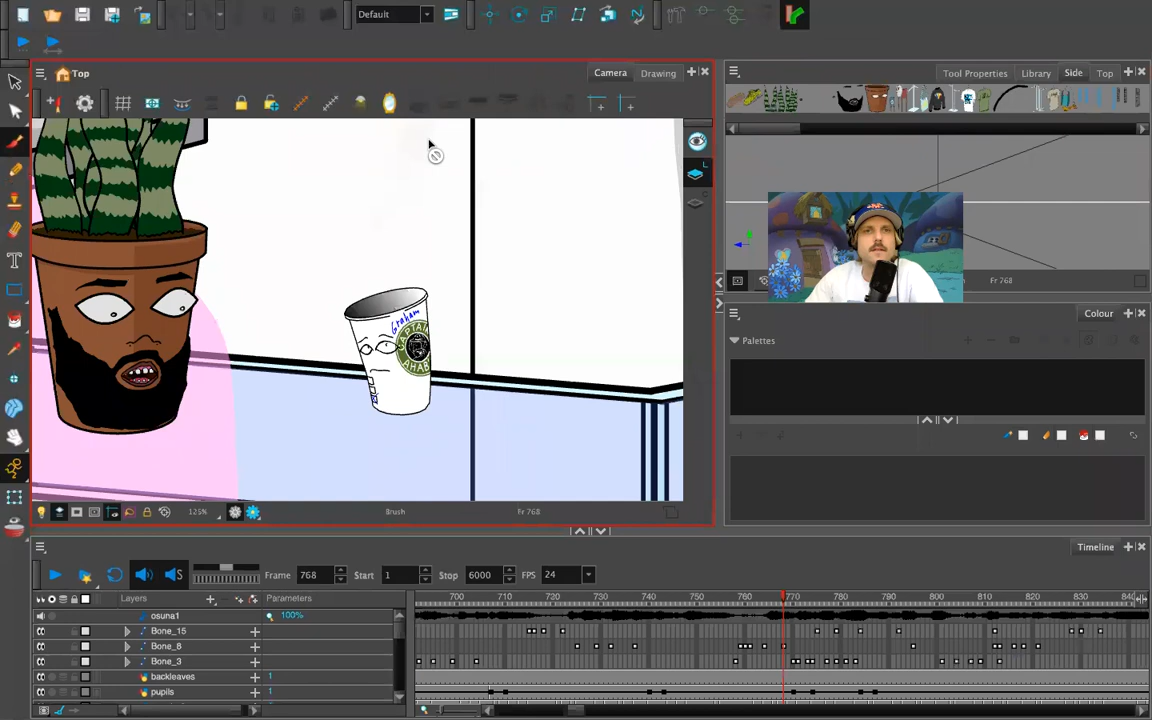 Default
Top
Camera
Drawing
Tool Properties
Library
Side
Top
Graham
CAPTAIN
AHAB
Fr 768
Colour
Palettes
125%
Brush
Fr 768
Timeline
Frame
768
Start
1
Stop
6000
FPS
24
Layers
Parameters
700
710
720
730
740
750
760
770
780
790
800
810
820
830
840
osuna1
100%
Bone_15
Bone_8
Bone_3
backleaves
1
pupils
1